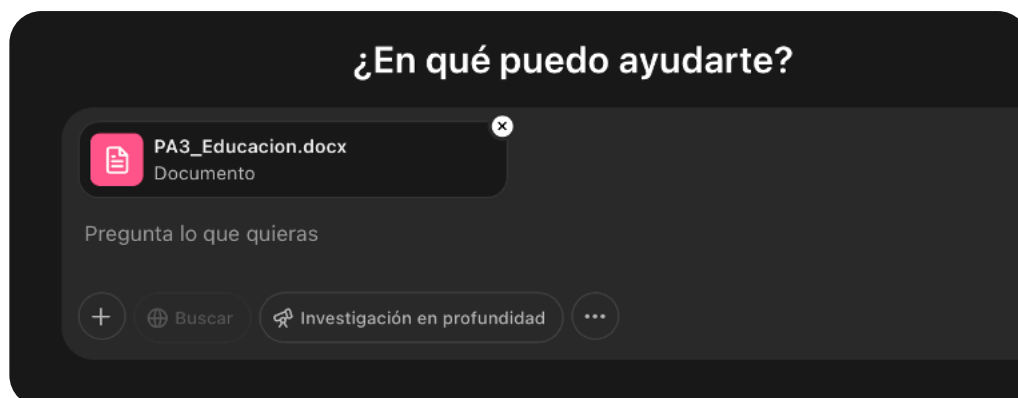 ¿En qué puedo ayudarte?
PA3_Educacion.docx
Documento
Pregunta lo que quieras
Buscar
Investigación en profundidad